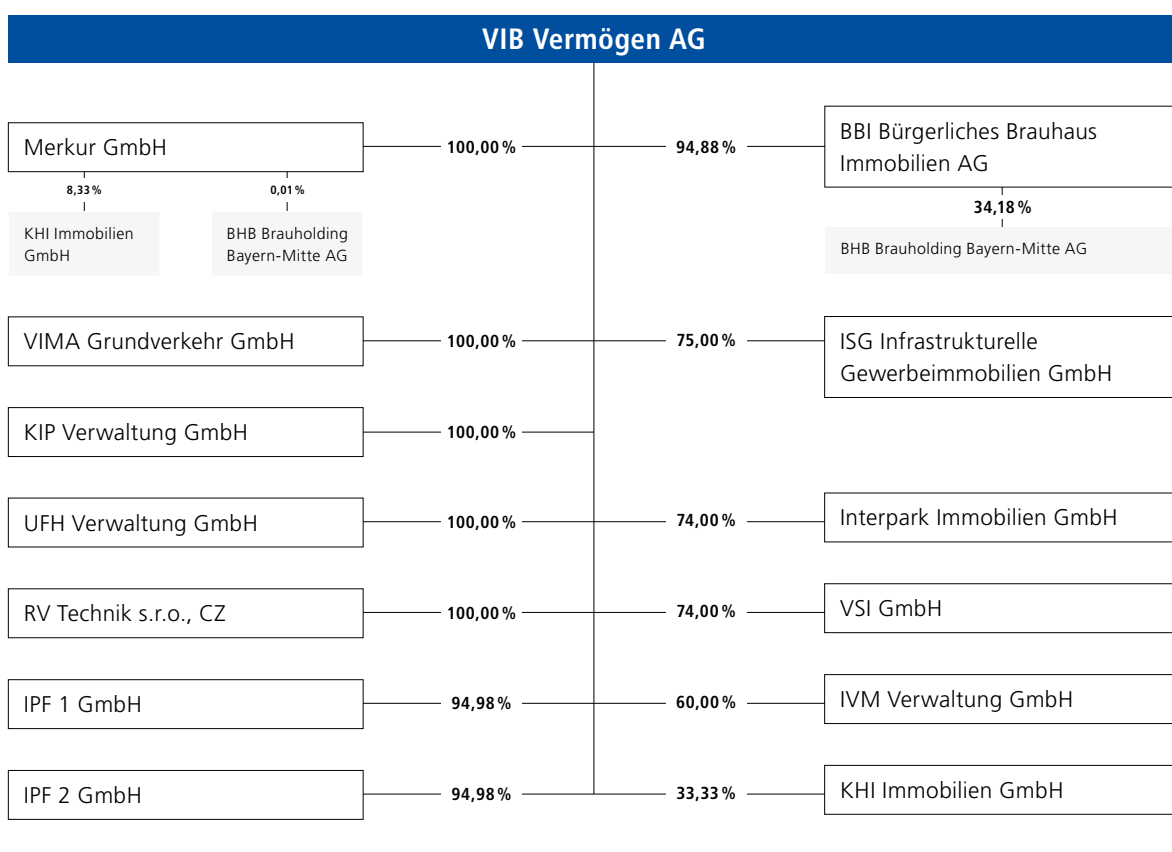 VIB Vermögen AG
Merkur GmbH
100,00 %
94,88 %
BBI Bürgerliches Brauhaus
Immobilien AG
8,33 %
0,01 %
34,18 %
KHI Immobilien
GmbH
BHB Brauholding
Bayern-Mitte AG
BHB Brauholding Bayern-Mitte AG
VIMA Grundverkehr GmbH
100,00 %
75,00 %
ISG Infrastrukturelle
Gewerbeimmobilien GmbH
KIP Verwaltung GmbH
100,00 %
UFH Verwaltung GmbH
100,00 %
74,00 %
Interpark Immobilien GmbH
RV Technik s.r.o., CZ
100,00 %
74,00 %
VSI GmbH
IPF 1 GmbH
94,98 %
60,00 %
IVM Verwaltung GmbH
IPF 2 GmbH
94,98 %
33,33 %
KHI Immobilien GmbH